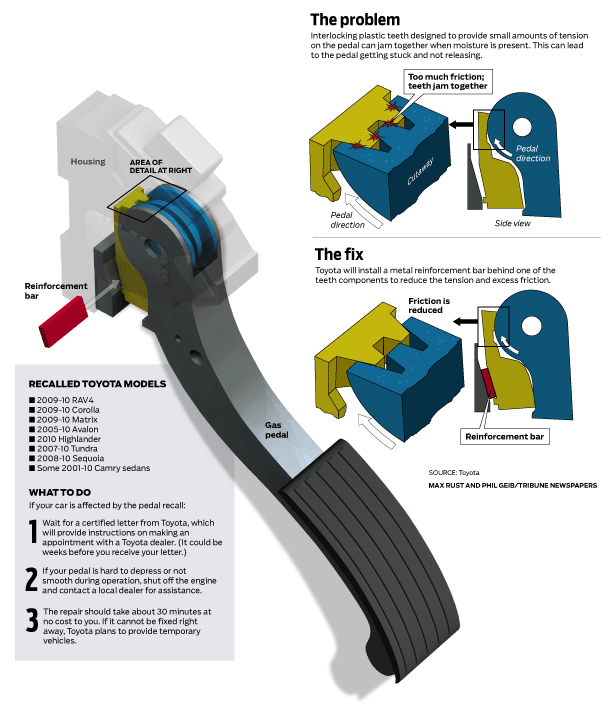 The problem
Interlocking plastic teeth designed to provide small amounts of tension
on the pedal can jam together when moisture is present. This can lead
to the pedal getting stuck and not releasing.
Too much friction;
teeth jam together
Cutaway
Pedal
direction
Pedal
direction
Side view
Housing
AREA OF
DETAIL AT RIGHT
Reinforcement
bar
Gas
pedal
The fix
Toyota will install a metal reinforcement bar behind one of the
teeth components to reduce the tension and excess friction.
Friction is
reduced
Reinforcement bar
SOURCE: Toyota
MAX RUST AND PHIL GEIB/TRIBUNE NEWSPAPERS
RECALLED TOYOTA MODELS
■ 2009-10 RAV4
■ 2009-10 Corolla
■ 2009-10 Matrix
■ 2005-10 Avalon
■ 2010 Highlander
■ 2007-10 Tundra
■ 2008-10 Sequoia
■ Some 2001-10 Camry sedans
WHAT TO DO
If your car is affected by the pedal recall:
1 Wait for a certified letter from Toyota, which
will provide instructions on making an
appointment with a Toyota dealer. (It could be
weeks before you receive your letter.)
2 If your pedal is hard to depress or not
smooth during operation, shut off the engine
and contact a local dealer for assistance.
3 The repair should take about 30 minutes at
no cost to you. If it cannot be fixed right
away, Toyota plans to provide temporary
vehicles.